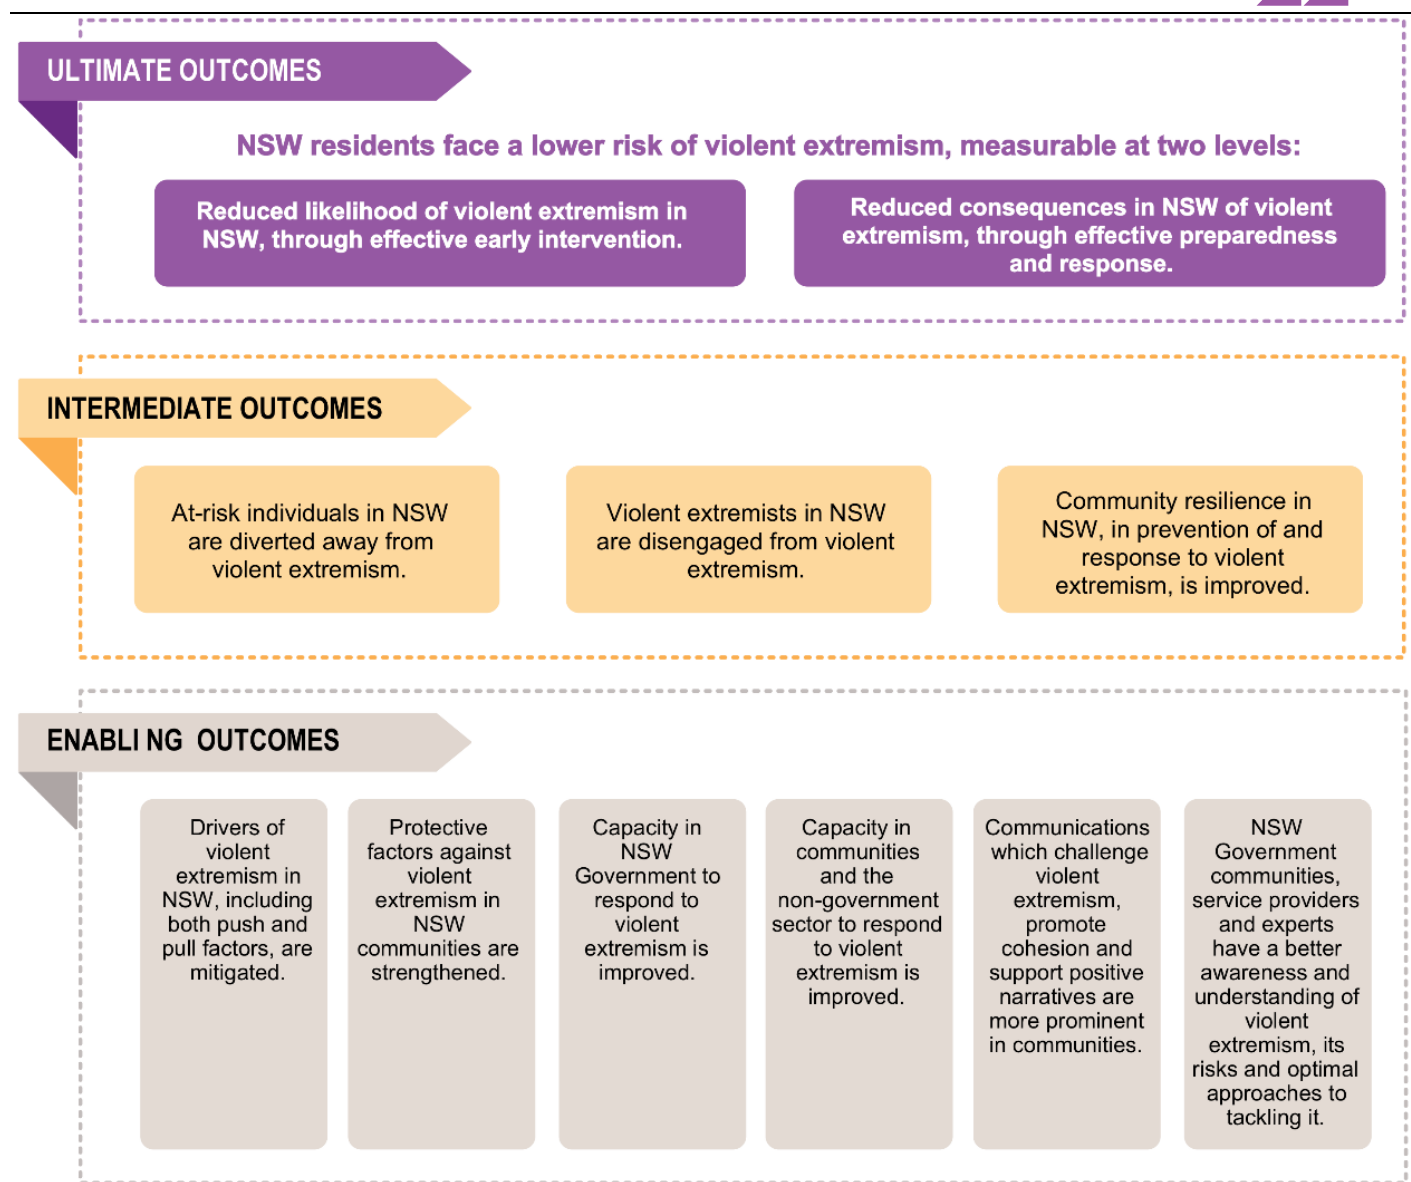 ULTIMATE OUTCOMES
NSW residents face a lower risk of violent extremism, measurable at two levels:
Reduced likelihood of violent extremism in
NSW, through effective early intervention.
Reduced consequences in NSW of violent
extremism, through effective preparedness
and response.
INTERMEDIATE OUTCOMES
At-risk individuals in NSW
are diverted away from
violent extremism.
Violent extremists in NSW
are disengaged from violent
extremism.
Community resilience in
NSW, in prevention of and
response to violent
extremism, is improved.
ENABLI NG OUTCOMES
Drivers of
violent
extremism in
NSW, including
both push and
pull factors, are
mitigated.
Protective
factors against
violent
extremism in
NSW
communities are
strengthened.
Capacity in
NSW
Government to
respond to
violent
extremism is
improved.
Capacity in
communities
and the
non-government
sector to respond
to violent
extremism is
improved.
Communications
which challenge
violent
extremism,
promote
cohesion and
support positive
narratives are
more prominent
in communities.
NSW
Government
communities,
service providers
and experts
have a better
awareness and
understanding of
violent
extremism, its
risks and optimal
approaches to
tackling it.